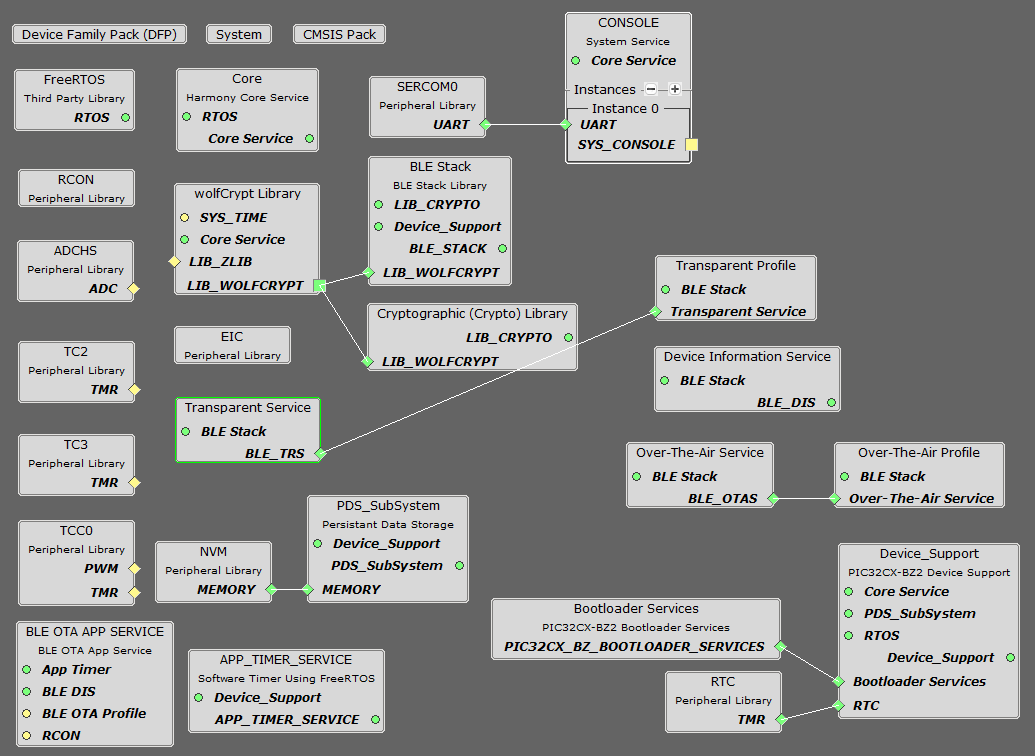 Device Family Pack (DFP)
System
CMSIS Pack
CONSOLE
System Service
Core Service
Instances
Instance 0
UART
SYS_CONSOLE
FreeRTOS
Third Party Library
RTOS
Core
Harmony Core Service
RTOS
Core Service
SERCOM0
Peripheral Library
UART
RCON
Peripheral Library
wolfCrypt Library
SYS_TIME
Core Service
LIB_ZLIB
LIB_WOLFCRYPT
BLE Stack
BLE Stack Library
LIB_CRYPTO
Device_Support
BLE_STACK
LIB_WOLFCRYPT
ADCHS
Peripheral Library
ADC
Transparent Profile
BLE Stack
Transparent Service
Cryptographic (Crypto) Library
LIB_CRYPTO
LIB_WOLFCRYPT
EIC
Peripheral Library
TC2
Peripheral Library
TMR
Device Information Service
BLE Stack
BLE_DIS
Transparent Service
BLE Stack
BLE_TRS
TC3
Peripheral Library
TMR
Over-The-Air Service
BLE Stack
BLE_OTAS
Over-The-Air Profile
BLE Stack
Over-The-Air Service
PDS_SubSystem
Persistant Data Storage
Device_Support
PDS_SubSystem
MEMORY
TCC0
Peripheral Library
PWM
TMR
NVM
Peripheral Library
MEMORY
Device_Support
PIC32CX-BZ2 Device Support
Core Service
PDS_SubSystem
RTOS
Device_Support
Bootloader Services
RTC
Bootloader Services
PIC32CX-BZ2 Bootloader Services
PIC32CX_BZ_BOOTLOADER_SERVICES
BLE OTA APP SERVICE
BLE OTA App Service
App Timer
BLE DIS
BLE OTA Profile
RCON
APP_TIMER_SERVICE
Software Timer Using FreeRTOS
Device_Support
APP_TIMER_SERVICE
RTC
Peripheral Library
TMR